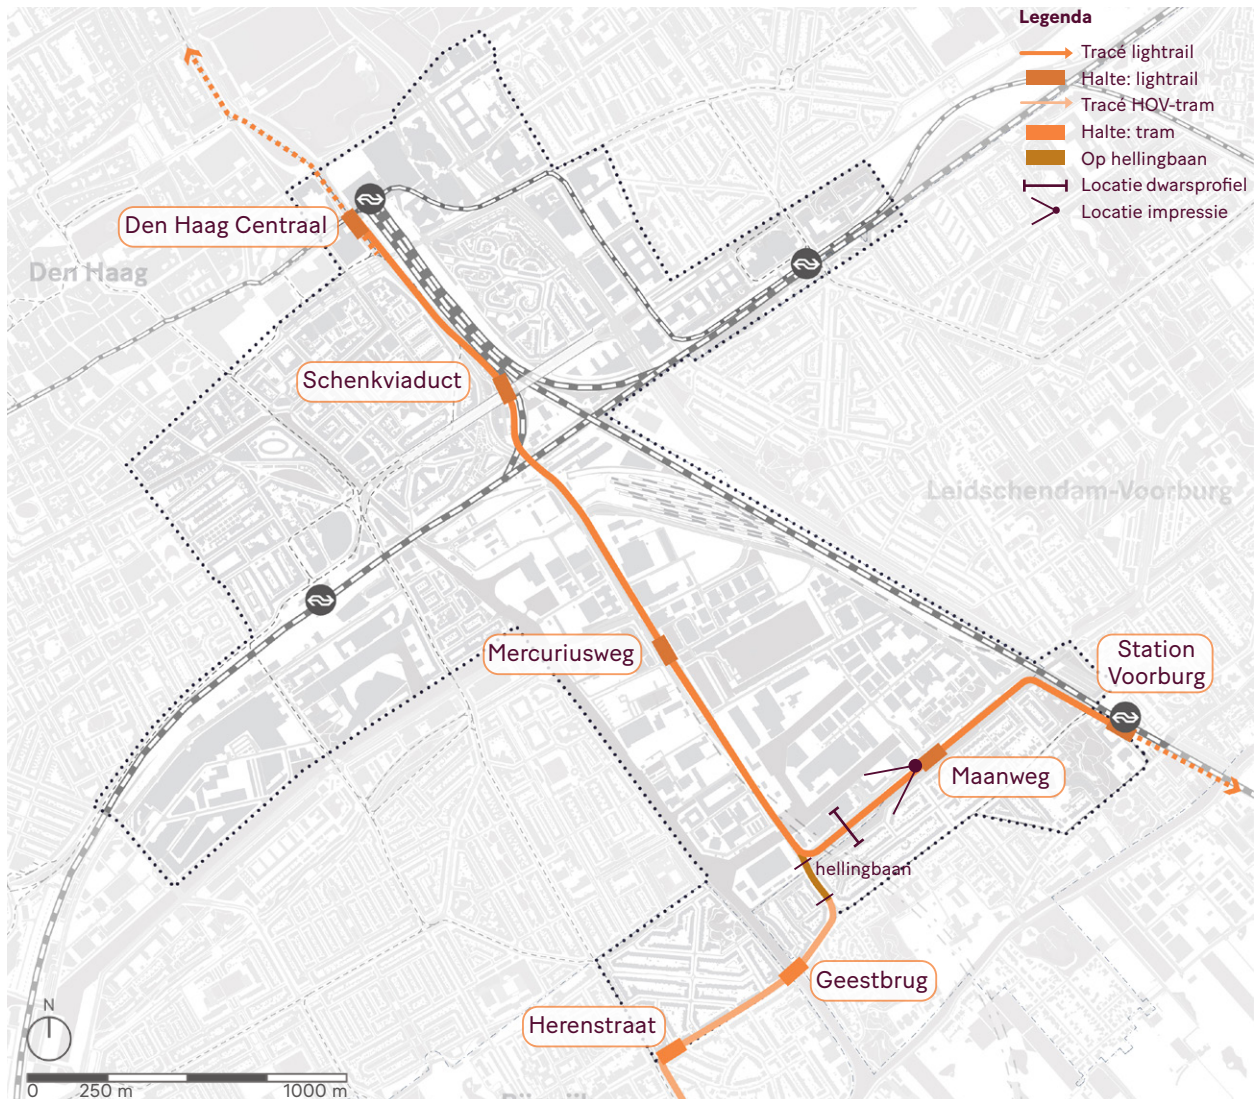 Legenda
Tracé lightrail
Halte: lightrail
Tracé HOV-tram
Halte: tram
Op hellingbaan
Locatie dwarsprofiel
Locatie impressie
Den Haag Centraal
Den Haag
Schenkviaduct
Leidschendam-Voorburg
Mercuriusweg
Station
Voorburg
Maanweg
hellingbaan
Geestbrug
Herenstraat
N
0 250 m 1000 m